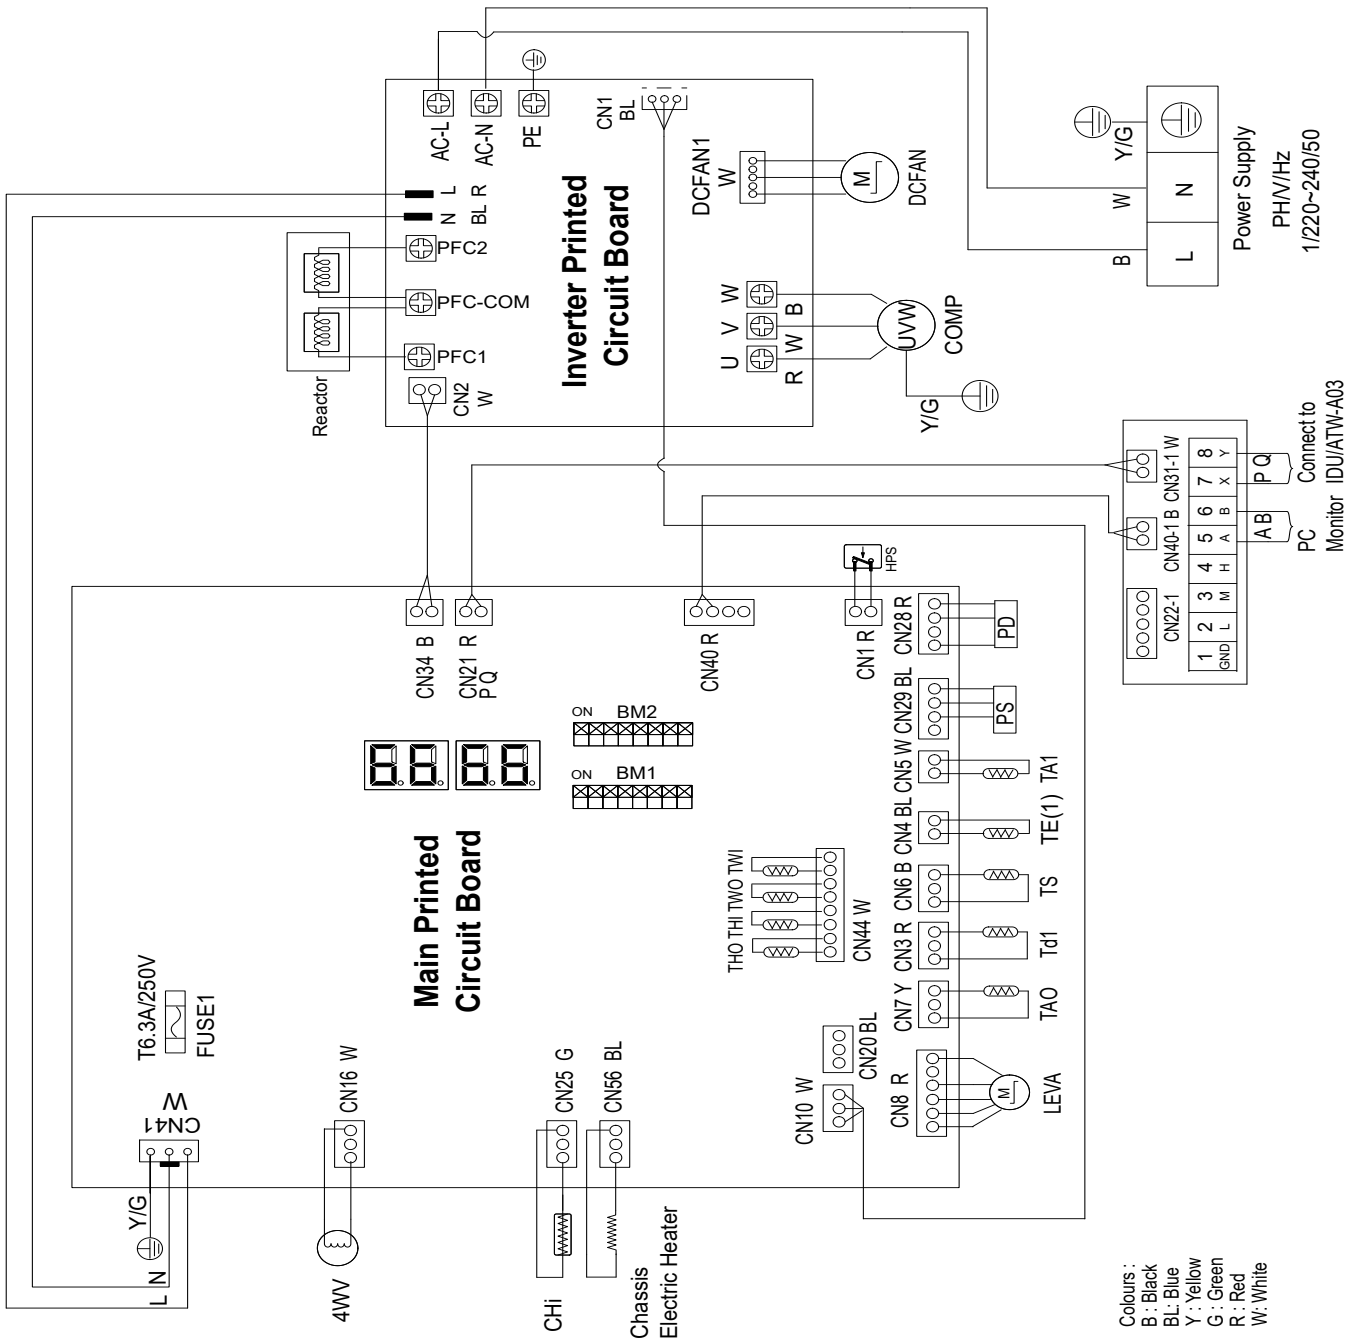 Power Supply
PH/V/Hz
1/220~240/50
L
N
B
W
Y/G
AC-L
AC-N
PE
CN1
BL
L
R
N
BL
PFC2
PFC-COM
PFC1
Reactor
CN2
W
Inverter Printed
Circuit Board
DCFAN1
W
M
DCFAN
U
V
W
R
W
B
UVW
COMP
Y/G
CN31-1 W
CN40-1 B
CN22-1
1 2 3 4 5 6 7 8
GND L M H A B X Y
A B
P Q
PC
Monitor
Connect to
IDU/ATW-A03
CN34 B
CN21 R
P Q
CN40 R
CN1 R
HPS
CN28 R
PD
CN29 BL
PS
CN5 W
TA1
CN4 BL
TE(1)
CN6 B
TS
CN3 R
Td1
CN7 Y
TAO
CN8 R
M
LEVA
CN20 BL
CN10 W
CN44 W
THO THI TWO TWI
ON BM2
ON BM1
88.88.
Main Printed
Circuit Board
T6.3A/250V
FUSE1
CN41
W
Y/G
L
N
CN16 W
4WV
CN25 G
CHi
CN56 BL
Chassis
Electric Heater
Colours :
B : Black
BL: Blue
Y : Yellow
G : Green
R : Red
W: White